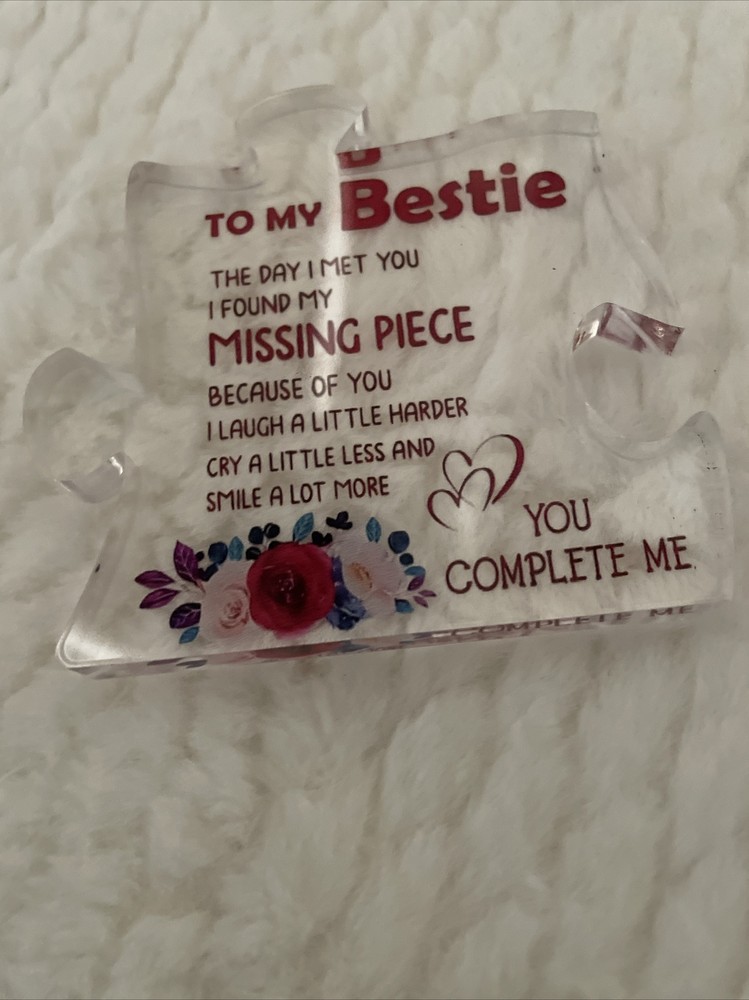 TO MY Bestie
THE DAY I MET YOU
I FOUND MY
MISSING PIECE
BECAUSE OF YOU
I LAUGH A LITTLE HARDER
CRY A LITTLE LESS AND
SMILE A LOT MORE
YOU
COMPLETE ME